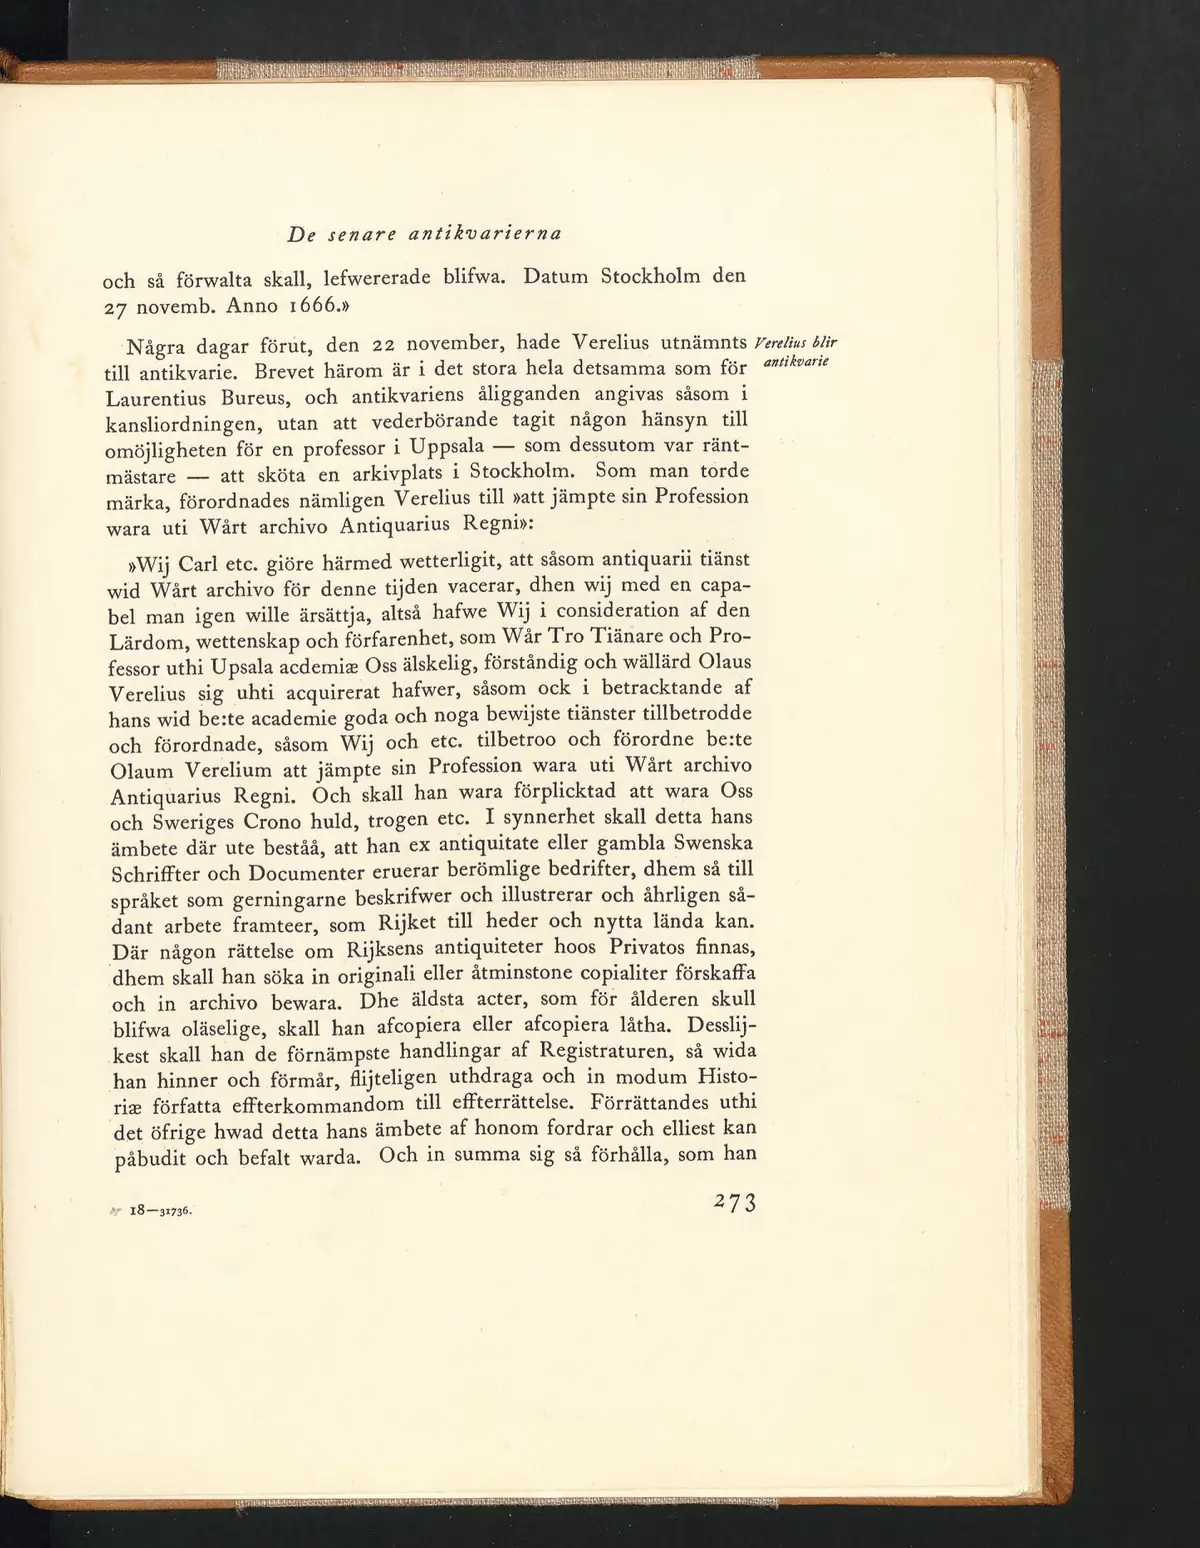 De senare antikvarierna
och så förwalta skall, lefwererade blifwa. Datum Stockholm den
27 novemb. Anno 1666.»
Några dagar förut, den 22 november, hade Verelius utnämnts
Verelius blir
antikvarie
till antikvarie. Brevet härom är i det stora hela detsamma som för
Laurentius Bureus, och antikvariens åligganden angivas såsom i
kansliordningen, utan att vederbörande tagit någon hänsyn till
omöjligheten för en professor i Uppsala — som dessutom var ränt-
mästare — att sköta en arkivplats i Stockholm. Som man torde
märka, förordnades nämligen Verelius till »att jämpte sin Profession
wara uti Wårt archivo Antiquarius Regni»:
»Wij Carl etc. giöre härmed wetterligit, att såsom antiquarii tiänst
wid Wårt archivo för denne tijden vacerar, dhen wij med en capa-
bel man igen wille ärsättja, altså hafwe Wij i consideration af den
Lärdom, wettenskap och förfarenhet, som Wår Tro Tiänare och Pro-
fessor uthi Upsala acdemiæ Oss älskelig, förståndig och wällärd Olaus
Verelius sig uhti acquirerat hafwer, såsom ock i betracktande af
hans wid be:te academie goda och noga bewijste tiänster tillbetrodde
och förordnade, såsom Wij och etc. tilbetroo och förordne be:te
Olaum Verelium att jämpte sin Profession wara uti Wårt archivo
Antiquarius Regni. Och skall han wara förplicktad att wara Oss
och Sweriges Crono huld, trogen etc. I synnerhet skall detta hans
ämbete där ute beståå, att han ex antiquitate eller gambla Swenska
Schriffter och Documenter eruerar berömlige bedrifter, dhem så till
språket som gerningarne beskrifwer och illustrerar och åhrligen så-
dant arbete framteer, som Rijket till heder och nytta lända kan.
Där någon rättelse om Rijksens antiquiteter hoos Privatos finnas,
dhem skall han söka in originali eller åtminstone copialiter förskaffa
och in archivo bewara. Dhe äldsta acter, som för ålderen skull
blifwa oläselige, skall han afcopiera eller afcopiera låtha. Desslij-
kest skall han de förnämpste handlingar af Registraturen, så wida
han hinner och förmår, flijteligen uthdraga och in modum Histo-
riæ författa effterkommandom till effterrättelse. Förrättandes uthi
det öfrige hwad detta hans ämbete af honom fordrar och elliest kan
påbudit och befalt warda. Och in summa sig så förhålla, som han
18—31736.
273